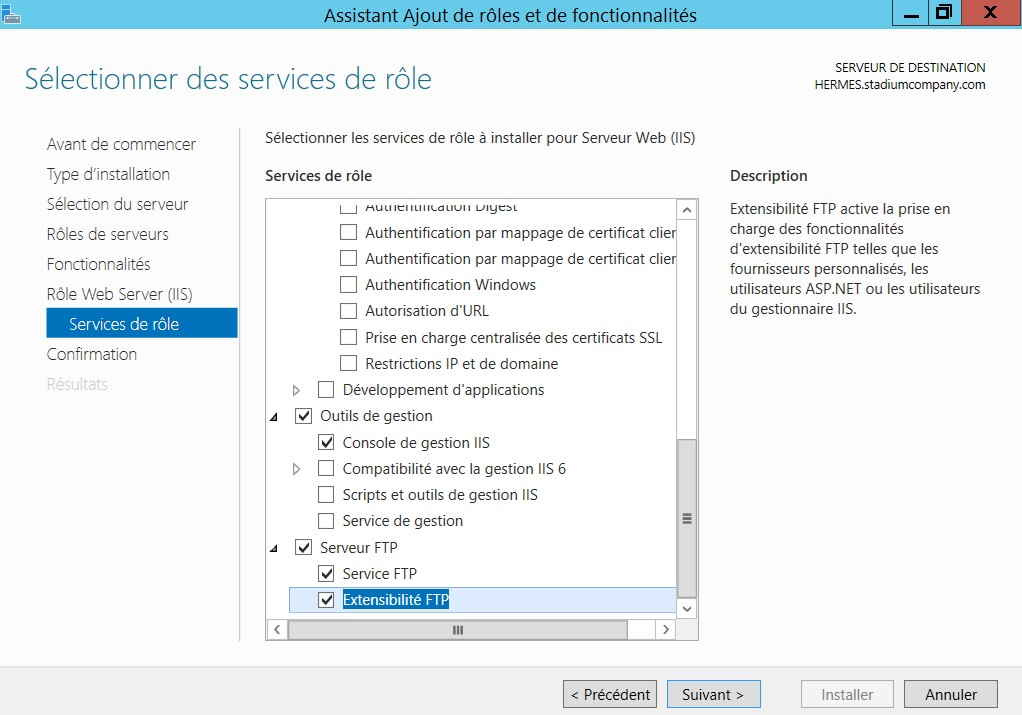 Assistant Ajout de rôles et de fonctionnalités
Sélectionner des services de rôle
SERVEUR DE DESTINATION
HERMES.stadiumcompany.com
Avant de commencer
Type d'installation
Sélection du serveur
Rôles de serveurs
Fonctionnalités
Rôle Web Server (IIS)
Services de rôle
Confirmation
Résultats
Sélectionner les services de rôle à installer pour Serveur Web (IIS)
Services de rôle
Authentification Digest
Authentification par mappage de certificat clier
Authentification par mappage de certificat clier
Authentification Windows
Autorisation d'URL
Prise en charge centralisée des certificats SSL
Restrictions IP et de domaine
Développement d'applications
Outils de gestion
Console de gestion IIS
Compatibilité avec la gestion IIS 6
Scripts et outils de gestion IIS
Service de gestion
Serveur FTP
Service FTP
Extensibilité FTP
Description
Extensibilité FTP active la prise en
charge des fonctionnalités
d'extensibilité FTP telles que les
fournisseurs personnalisés, les
utilisateurs ASP.NET ou les utilisateurs
du gestionnaire IIS.
< Précédent
Suivant >
Installer
Annuler